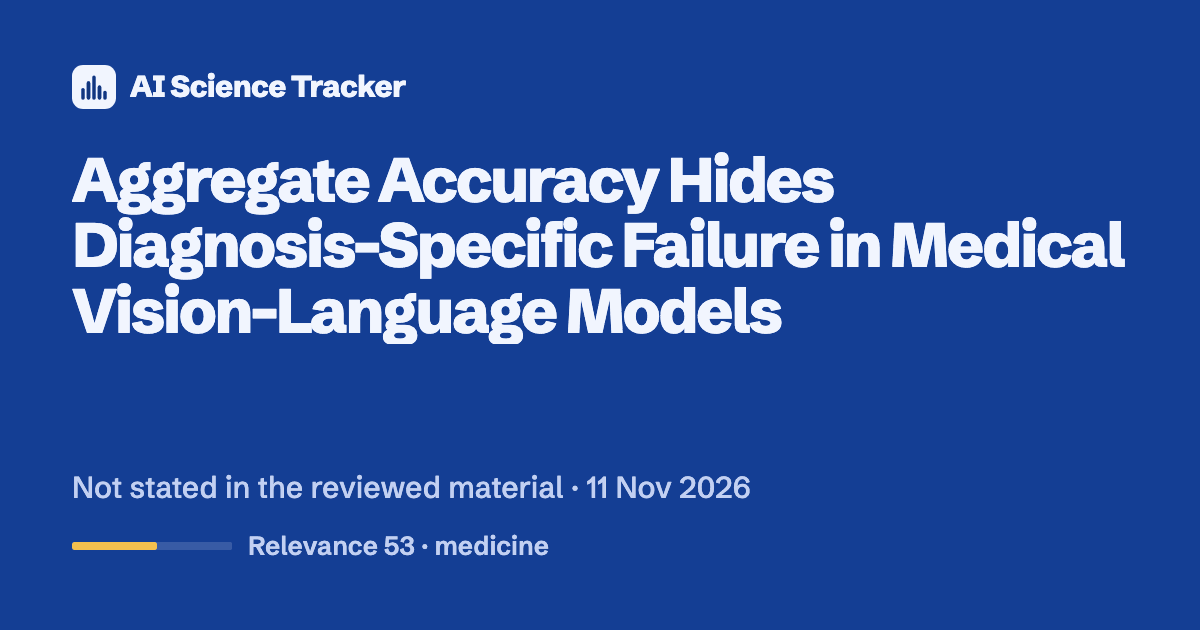 AI Science Tracker
Aggregate Accuracy Hides
Diagnosis-Specific Failure in Medical
Vision-Language Models
Not stated in the reviewed material · 11 Nov 2026
Relevance 53 · medicine